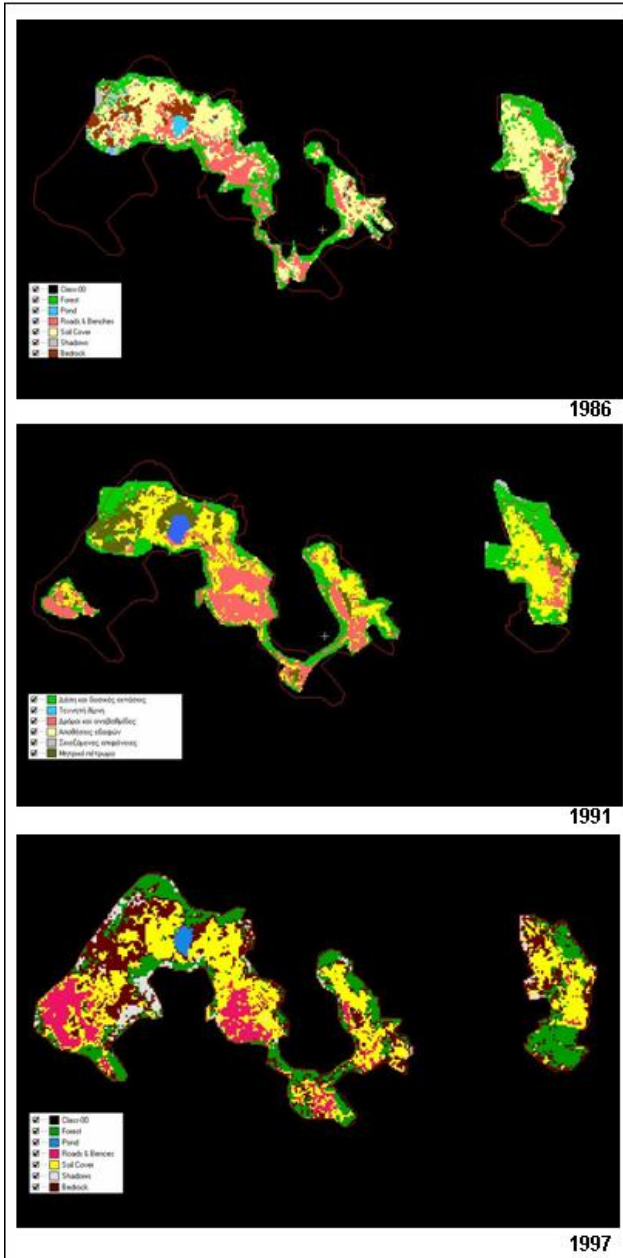 Class-00
Forest
Pond
Roads & Benches
Soil Cover
Shadows
Bedrock
1986
Δάση και δασικές εκτάσεις
Τεχνητή λίμνη
Δρόμοι και αναβαθμίδες
Αποθέσεις εδαφών
Σκιαζόμενες επιφάνειες
Μητρικό πέτρωμα
1991
Class-00
Forest
Pond
Roads & Bences
Soil Cover
Shadows
Bedrock
1997